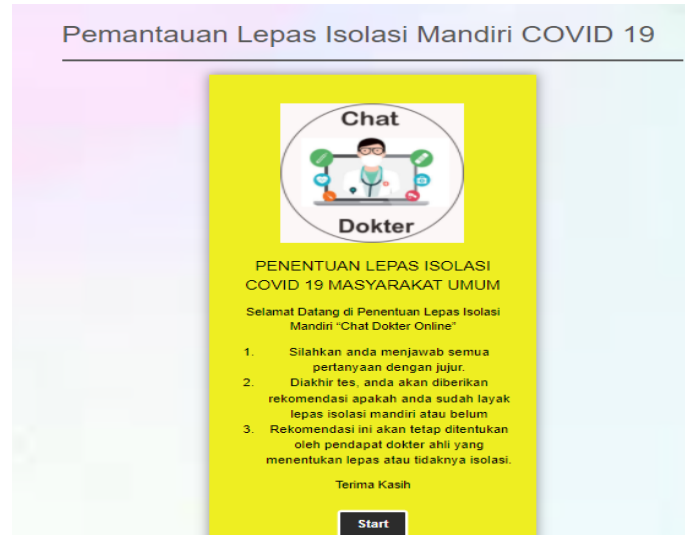 Pemantauan Lepas Isolasi Mandiri COVID 19
Chat
Dokter
PENENTUAN LEPAS ISOLASI
COVID 19 MASYARAKAT UMUM
Selamat Datang di Penentuan Lepas Isolasi
Mandiri “Chat Dokter Online”
1. Silahkan anda menjawab semua
pertanyaan dengan jujur.
2. Diakhir tes, anda akan diberikan
rekomendasi apakah anda sudah layak
lepas isolasi mandiri atau belum
3. Rekomendasi ini akan tetap ditentukan
oleh pendapat dokter ahli yang
menentukan lepas atau tidaknya isolasi.
Terima Kasih
Start